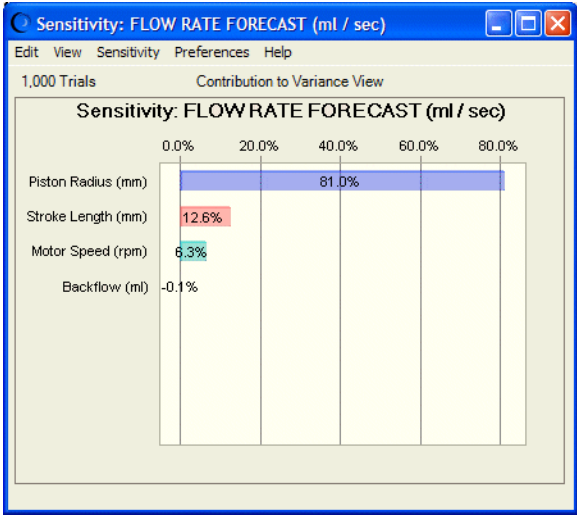 Sensitivity: FLOW RATE FORECAST (ml / sec)
Edit View Sensitivity Preferences Help
1,000 Trials Contribution to Variance View
Sensitivity: FLOW RATE FORECAST (ml / sec)
0.0% 20.0% 40.0% 60.0% 80.0%
Piston Radius (mm) 81.0%
Stroke Length (mm) 12.6%
Motor Speed (rpm) 6.3%
Backflow (ml) -0.1%